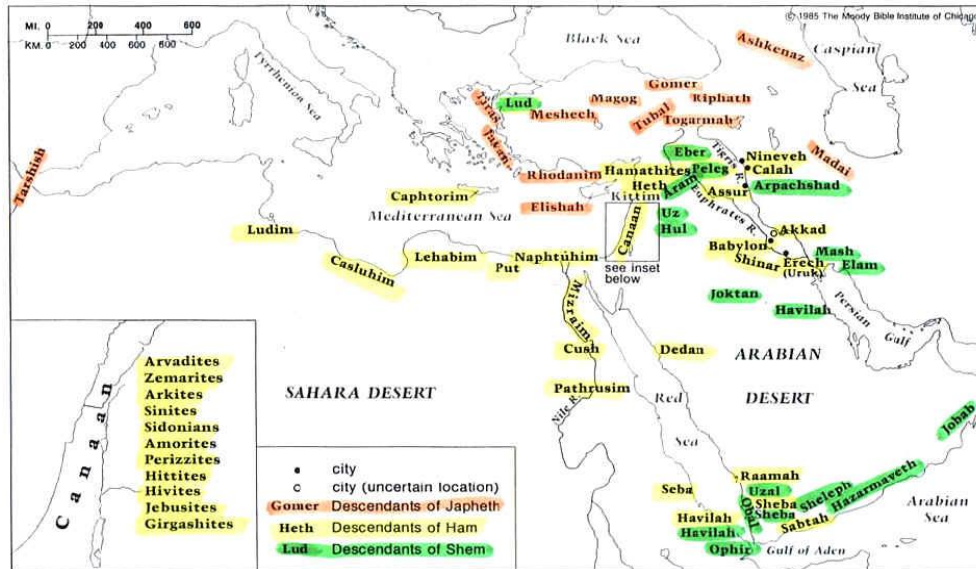 MI. 0 200 400 600
KM. 0 200 400 600
© 1985 The Moody Bible Institute of Chicago
Black Sea
Caspian
Sea
Tyrrhenian Sea
Ashkenaz
Gomer
Magog
Riphath
Tubal
Togarmah
Tiras
Lud
Meshech
Javan
Tarshish
Madai
Eber
Peleg
Tigris R.
Nineveh
Calah
Rhodanim
Hamathites
Heth
Aram
Assur
Arpachshad
Kittim
Euphrates R.
Caphtorim
Mediterranean Sea
Elishah
Uz
Hul
Canaan
Akkad
Babylon
Shinar
Erech
(Uruk)
Mash
Elam
Ludim
Casluhim
Lehabim
Put
Naphtuhim
see inset
below
Joktan
Havilah
Persian
Gulf
Mizraim
Cush
Dedan
ARABIAN
DESERT
Pathrusim
Nile R.
SAHARA DESERT
Red
Sea
Jobab
Raamah
Seba
Uzal
Sheba
Sheba
Obal
Sheleph
Hazarmaveth
Sabtah
Havilah
Havilah
Ophir
Gulf of Aden
Arabian
Sea
Canaan
Arvadites
Zemarites
Arkites
Sinites
Sidonians
Amorites
Perizzites
Hittites
Hivites
Jebusites
Girgashites
city
city (uncertain location)
Gomer Descendants of Japheth
Heth Descendants of Ham
Lud Descendants of Shem